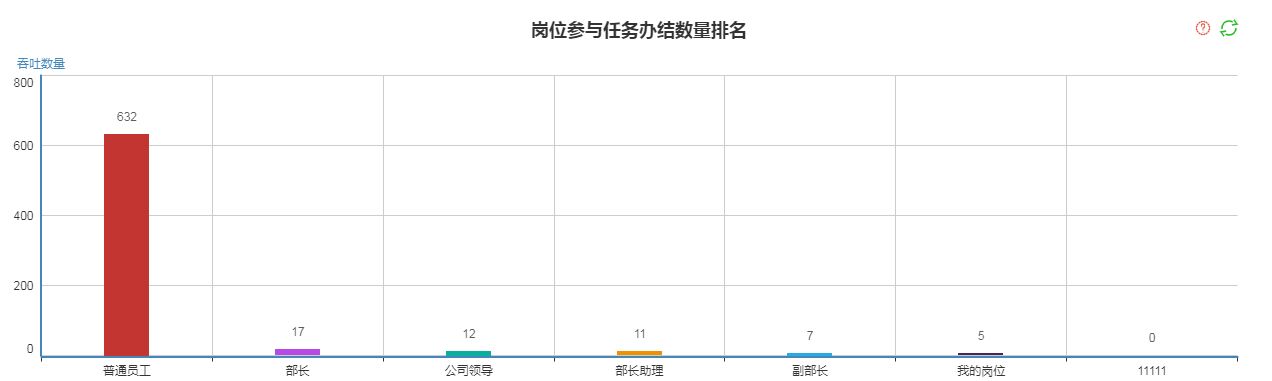 岗位参与任务办结数量排名
吞吐数量
800
600
400
200
0
632
17
12
11
7
5
0
普通员工
部长
公司领导
部长助理
副部长
我的岗位
11111